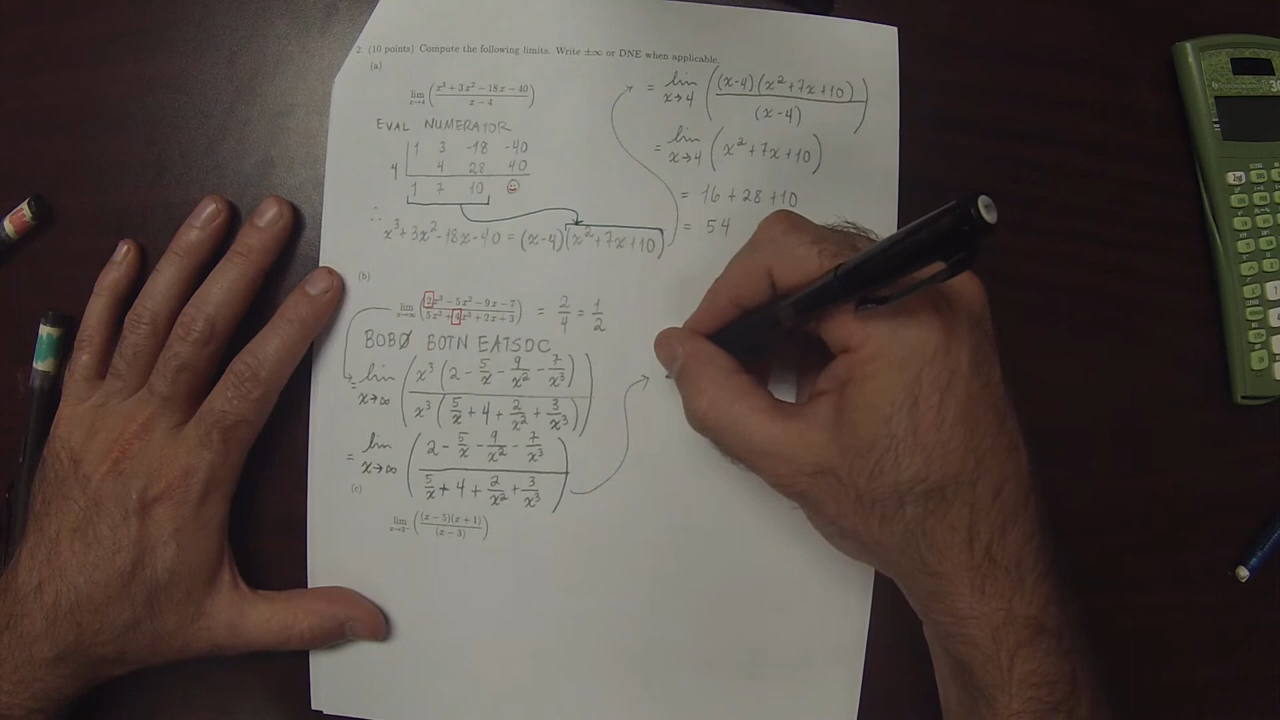 2. (10 points) Compute the following limits. Write ±∞ or DNE when applicable.
(a)
lim x→4 ( (x³ + 3x² − 18x − 40) / (x − 4) )
EVAL NUMERATOR
1 3 -18 -40
4 4 28 40
1 7 10 ☺
∴ x³+3x²-18x-40 = (x-4)(x²+7x+10)
= lim x→4 ( (x-4)(x²+7x+10) / (x-4) )
= lim x→4 (x²+7x+10)
= 16 + 28 + 10
= 54
(b)
lim x→∞ ( (2x³ − 5x² − 9x − 7) / (5x² + 4x³ + 2x + 3) ) = 2/4 = 1/2
BOBØ BOTN EATSDC
= lim x→∞ ( x³ (2 - 5/x - 9/x² - 7/x³) / x³ (5/x + 4 + 2/x² + 3/x³) )
= lim x→∞ ( (2 - 5/x - 9/x² - 7/x³) / (5/x + 4 + 2/x² + 3/x³) )
(c)
( (x − 5)(x + 1) / (x − 3) )
2nd